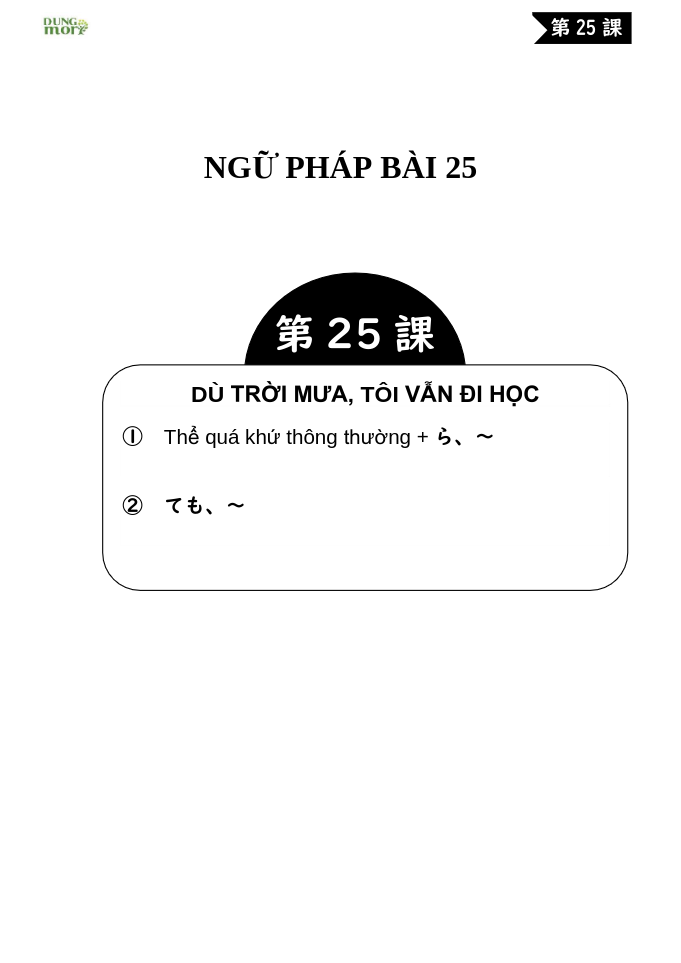 DUNG
mori
第 25 課
NGỮ PHÁP BÀI 25
第 25 課
DÙ TRỜI MƯA, TÔI VẪN ĐI HỌC
① Thể quá khứ thông thường + ら、～
② ても、～